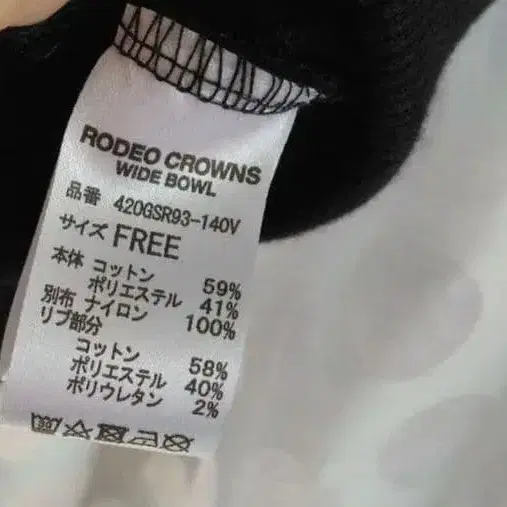 RODEO CROWNS
WIDE BOWL
品番 420GSR93-140V
サイズ FREE
本体 コットン 59%
ポリエステル 41%
別布 ナイロン 100%
リブ部分
コットン 58%
ポリエステル 40%
ポリウレタン 2%